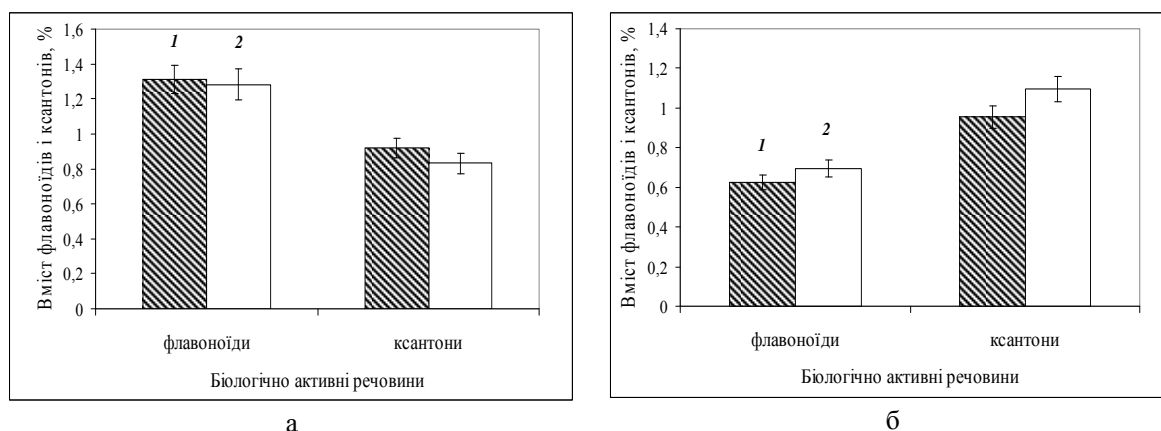 Вміст флавоноїдів і ксантонів, %
1,6
1,4
1,2
1
0,8
0,6
0,4
0,2
0
1
2
флавоноїди
ксантони
Біологічно активні речовини
а
Вміст флавоноїдів і ксантонів, %
1,4
1,2
1
0,8
0,6
0,4
0,2
0
1
2
флавоноїди
ксантони
Біологічно активні речовини
б